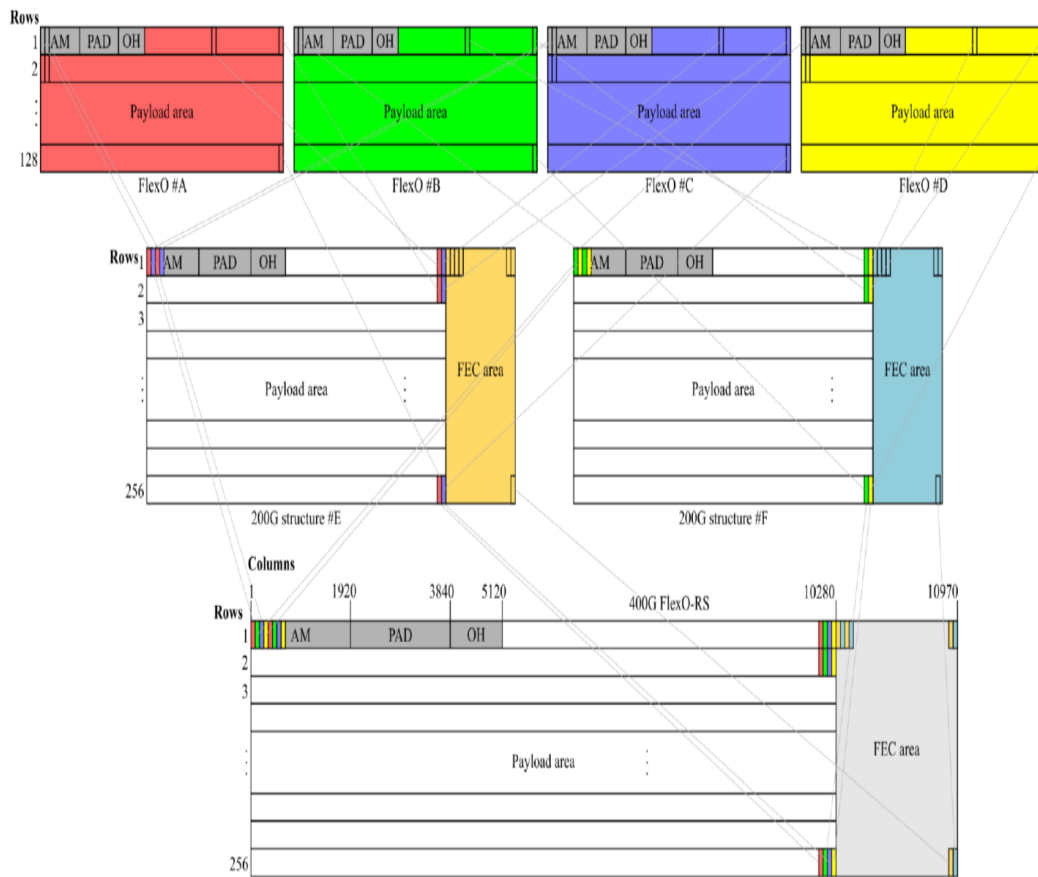 Rows
1 AM PAD OH AM PAD OH AM PAD OH AM PAD OH
2
⋮ Payload area Payload area Payload area Payload area
128
FlexO #A FlexO #B FlexO #C FlexO #D
Rows 1 AM PAD OH AM PAD OH
2
3
FEC area FEC area
⋮ Payload area ⋮ Payload area ⋮
256
200G structure #E 200G structure #F
Columns
1 1920 3840 5120 400G FlexO-RS 10280 10970
Rows
1 AM PAD OH
2
3
⋮ Payload area ⋮ FEC area
256